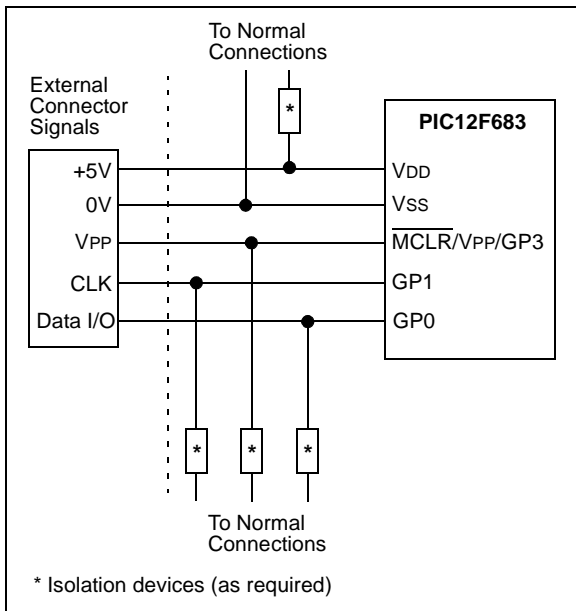 To Normal
Connections
External
Connector
Signals
*
PIC12F683
+5V
VDD
0V
VSS
VPP
MCLR/VPP/GP3
CLK
GP1
Data I/O
GP0
*
*
*
To Normal
Connections
* Isolation devices (as required)